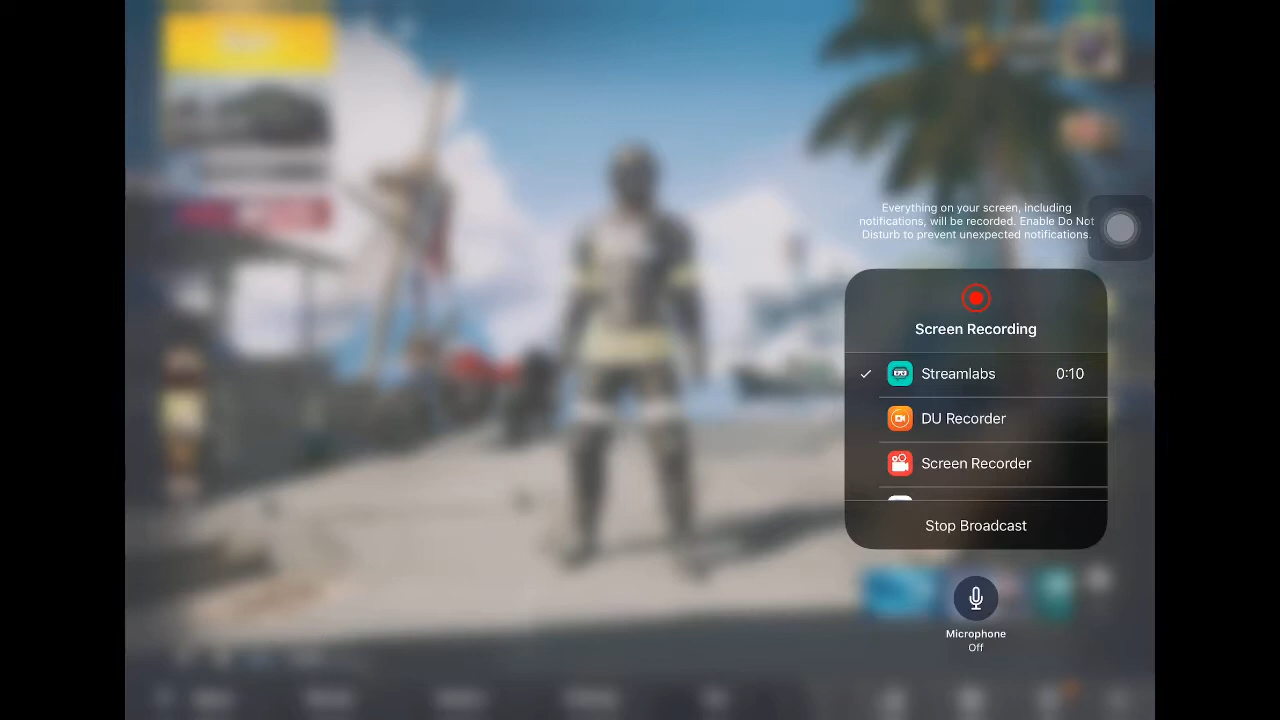 Everything on your screen, including
notifications, will be recorded. Enable Do Not
Disturb to prevent unexpected notifications.
Screen Recording
Streamlabs 0:10
DU Recorder
Screen Recorder
Stop Broadcast
Microphone
Off